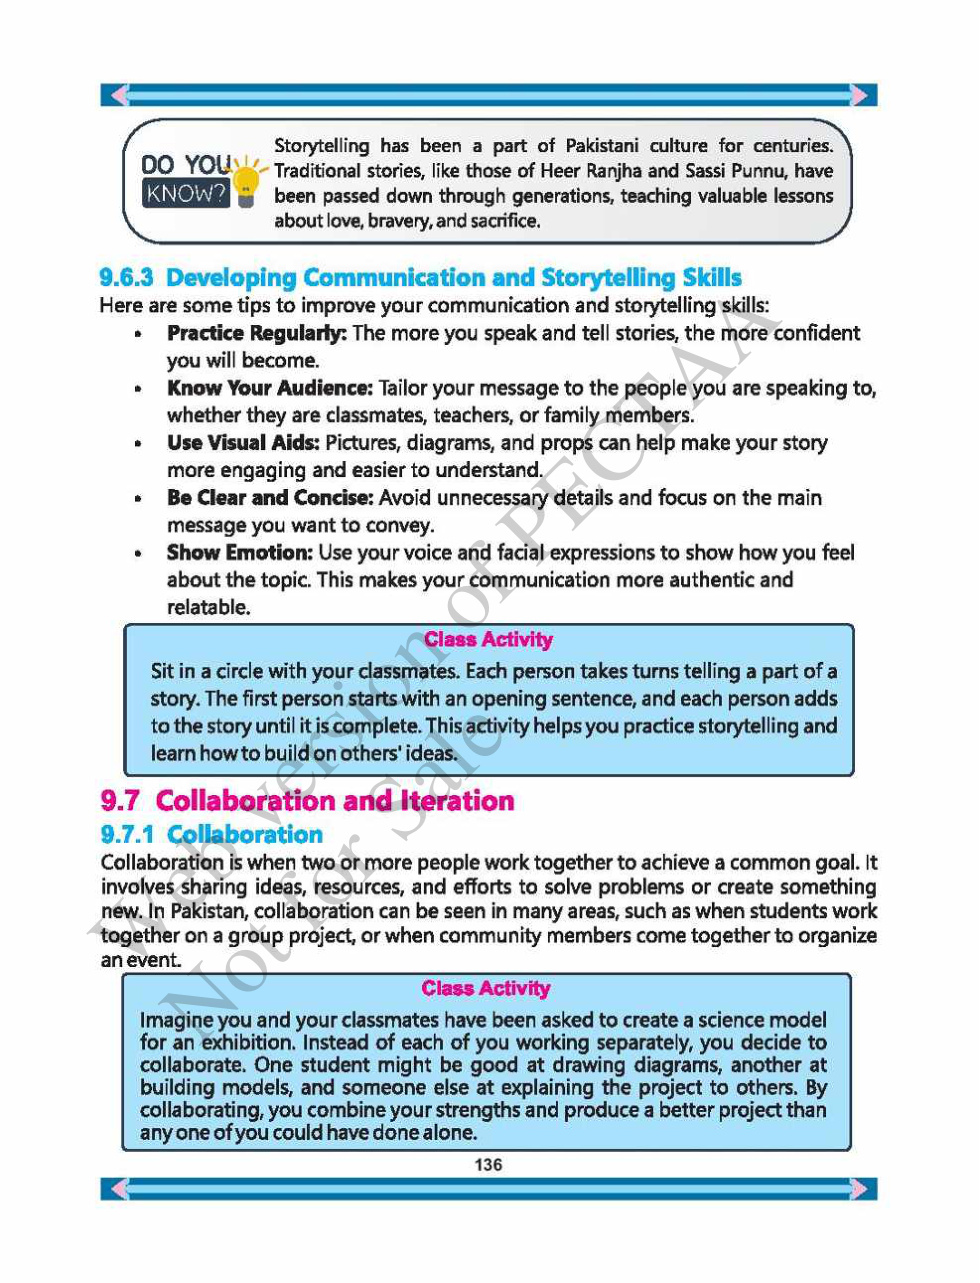 DO YOU
KNOW?
Storytelling has been a part of Pakistani culture for centuries.
Traditional stories, like those of Heer Ranjha and Sassi Punnu, have
been passed down through generations, teaching valuable lessons
about love, bravery, and sacrifice.
9.6.3 Developing Communication and Storytelling Skills
Here are some tips to improve your communication and storytelling skills:
• Practice Regularly: The more you speak and tell stories, the more confident
you will become.
• Know Your Audience: Tailor your message to the people you are speaking to,
whether they are classmates, teachers, or family members.
• Use Visual Aids: Pictures, diagrams, and props can help make your story
more engaging and easier to understand.
• Be Clear and Concise: Avoid unnecessary details and focus on the main
message you want to convey.
• Show Emotion: Use your voice and facial expressions to show how you feel
about the topic. This makes your communication more authentic and
relatable.
Class Activity
Sit in a circle with your classmates. Each person takes turns telling a part of a
story. The first person starts with an opening sentence, and each person adds
to the story until it is complete. This activity helps you practice storytelling and
learn how to build on others' ideas.
9.7 Collaboration and Iteration
9.7.1 Collaboration
Collaboration is when two or more people work together to achieve a common goal. It
involves sharing ideas, resources, and efforts to solve problems or create something
new. In Pakistan, collaboration can be seen in many areas, such as when students work
together on a group project, or when community members come together to organize
an event.
Class Activity
Imagine you and your classmates have been asked to create a science model
for an exhibition. Instead of each of you working separately, you decide to
collaborate. One student might be good at drawing diagrams, another at
building models, and someone else at explaining the project to others. By
collaborating, you combine your strengths and produce a better project than
any one of you could have done alone.
136
Web version of PECTAA
Not for Sale